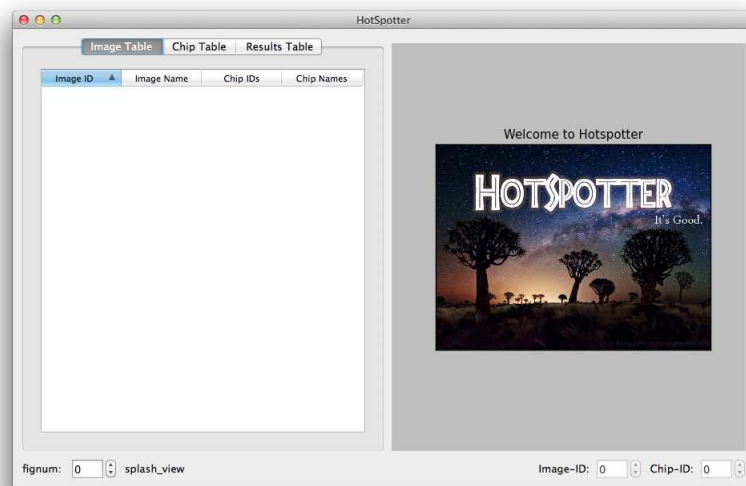 HotSpotter
Image Table Chip Table Results Table
Image ID Image Name Chip IDs Chip Names
Welcome to Hotspotter
HOTSPOTTER
It's Good.
fignum: 0 splash_view Image-ID: 0 Chip-ID: 0